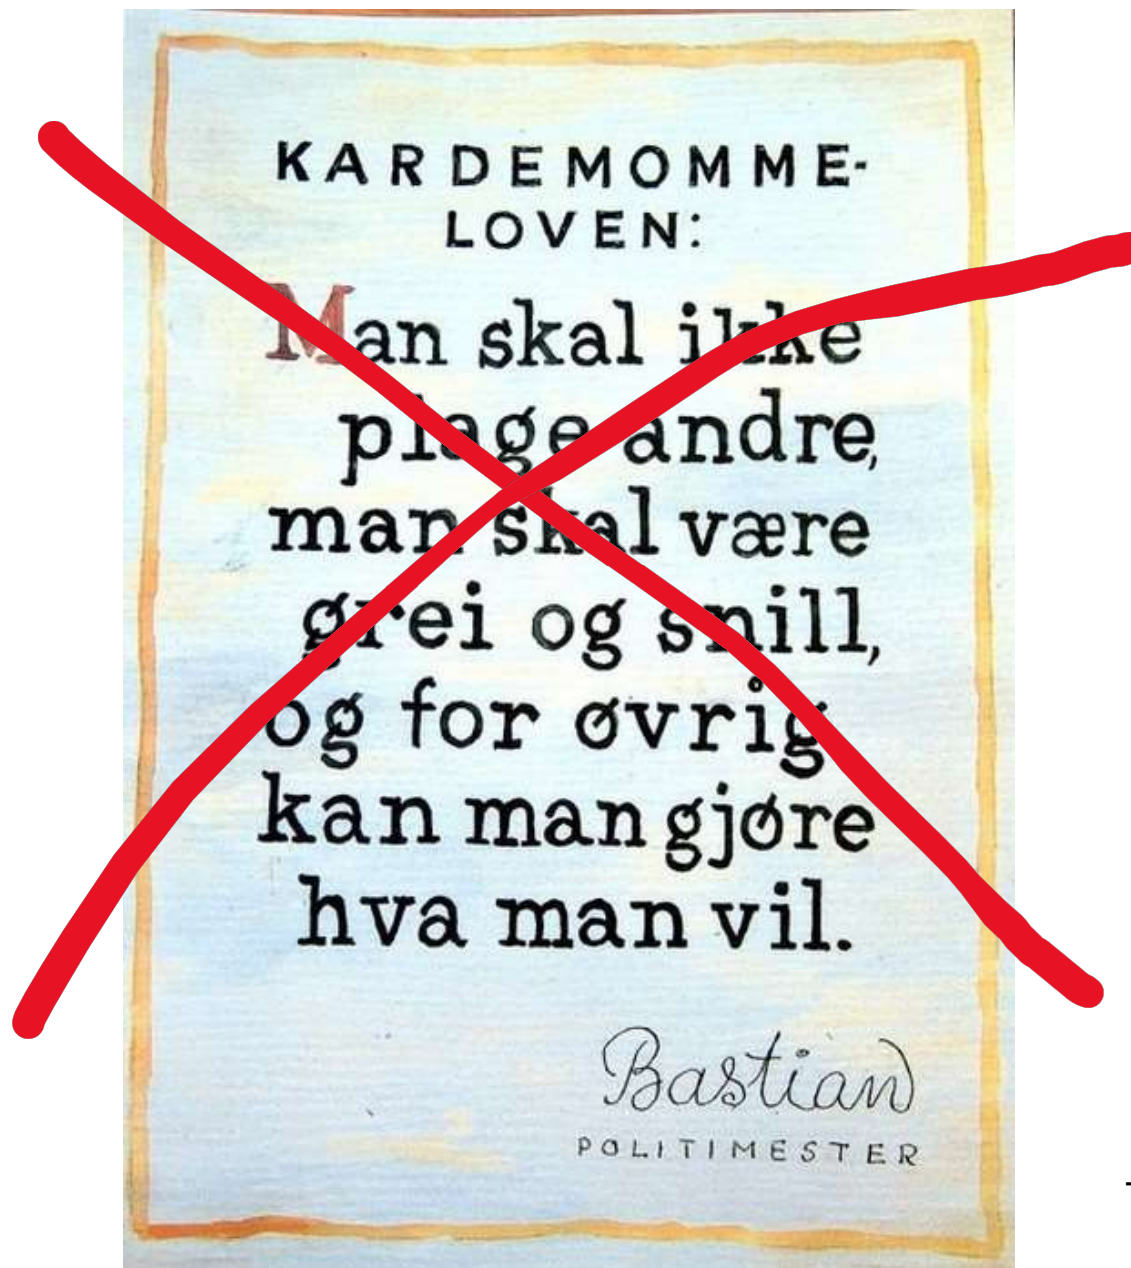 KARDEMOMME-
LOVEN:
Man skal ikke
plage andre,
man skal være
grei og snill,
og for øvrig
kan man gjøre
hva man vil.
Bastian
POLITIMESTER